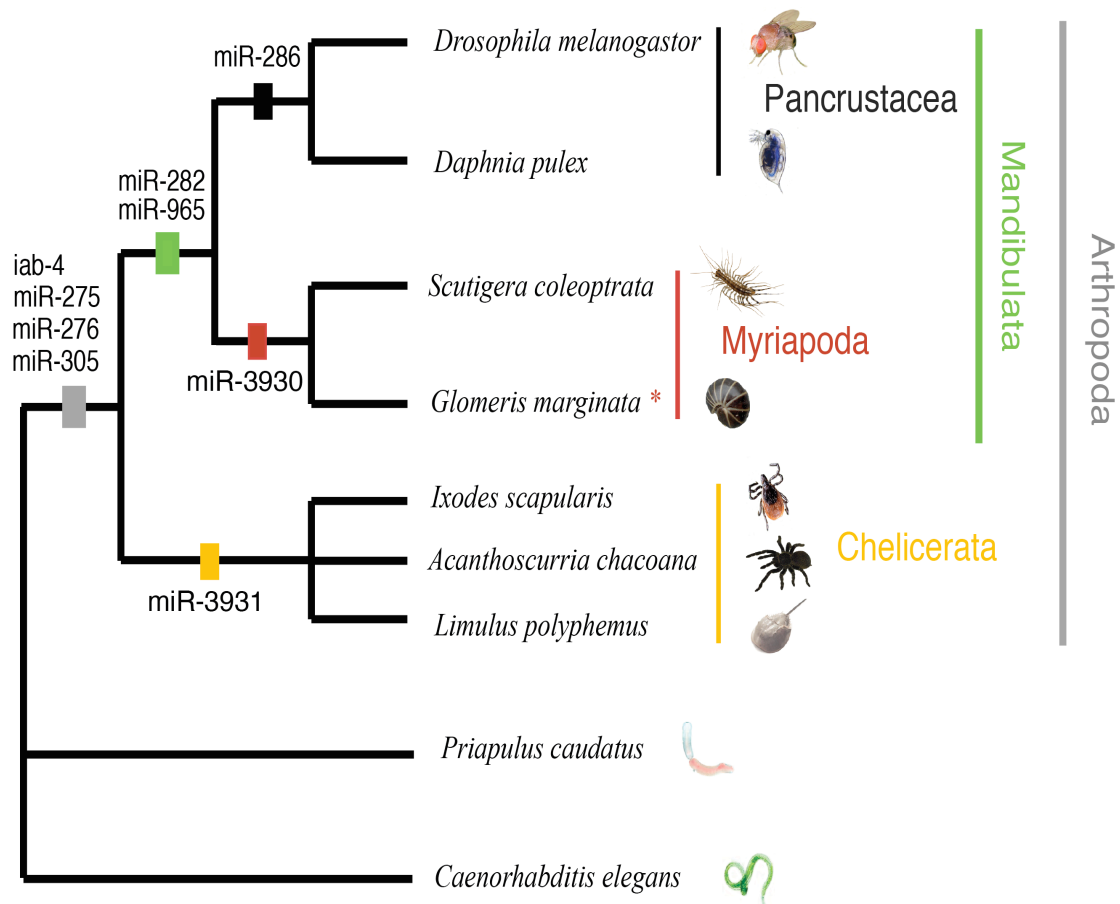 miR-286
Drosophila melanogastor
Pancrustacea
Daphnia pulex
miR-282
miR-965
Mandibulata
Arthropoda
iab-4
miR-275
miR-276
miR-305
Scutigera coleoptrata
Myriapoda
miR-3930
Glomeris marginata *
Ixodes scapularis
Acanthoscurria chacoana
Chelicerata
miR-3931
Limulus polyphemus
Priapulus caudatus
Caenorhabditis elegans